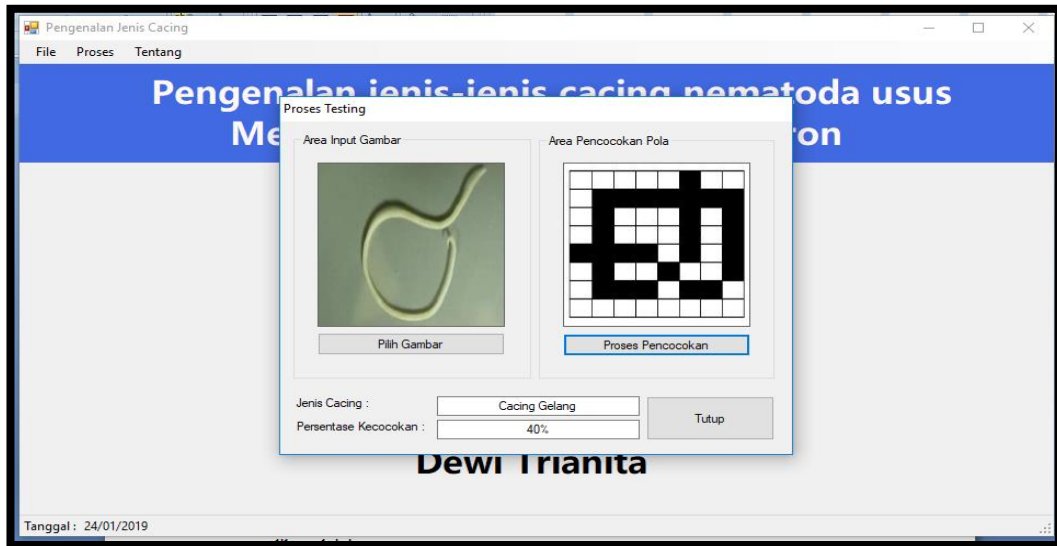 Pengenalan Jenis Cacing
File Proses Tentang
Pengenalan jenis-jenis cacing nematoda usus
Proses Testing
Area Input Gambar
Area Pencocokan Pola
Pilih Gambar
Proses Pencocokan
Jenis Cacing :
Cacing Gelang
Persentase Kecocokan :
40%
Tutup
Dewi Trianita
Tanggal : 24/01/2019